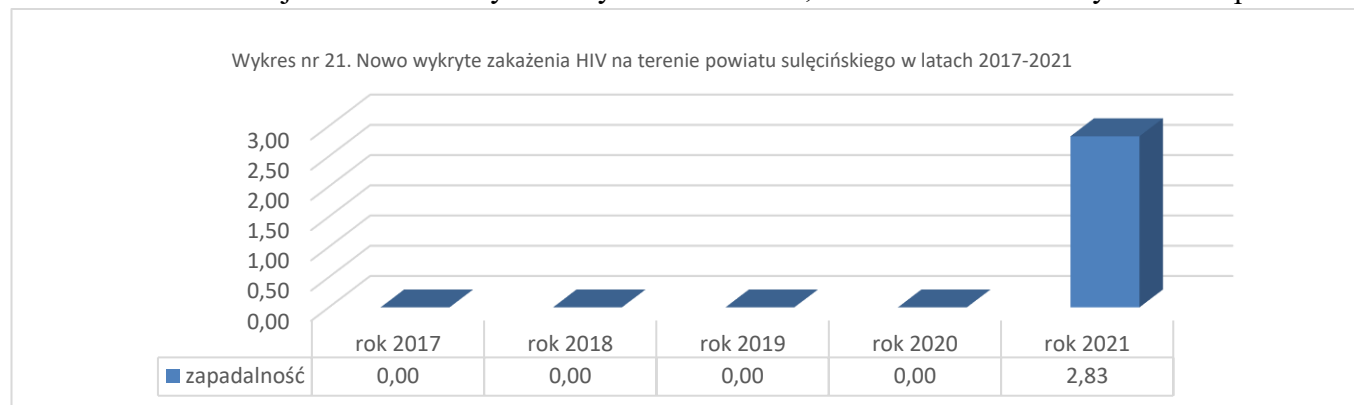 Wykres nr 21. Nowo wykryte zakażenia HIV na terenie powiatu sulęcińskiego w latach 2017-2021
3,00
2,50
2,00
1,50
1,00
0,50
0,00
rok 2017 rok 2018 rok 2019 rok 2020 rok 2021
zapadalność 0,00 0,00 0,00 0,00 2,83